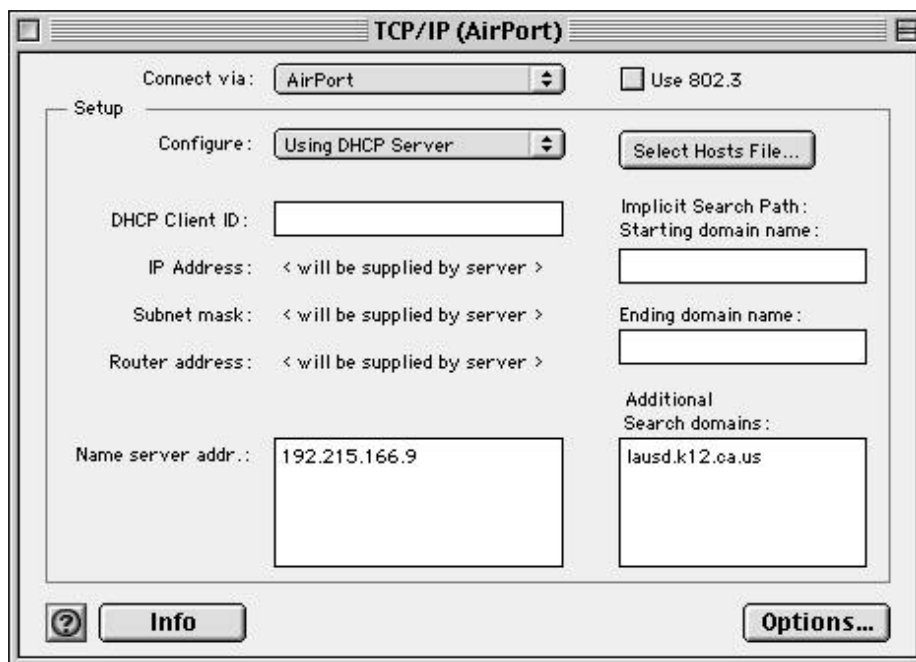 TCP/IP (AirPort)
Connect via: AirPort Use 802.3
Setup
Configure: Using DHCP Server Select Hosts File...
DHCP Client ID:
Implicit Search Path:
Starting domain name:
IP Address: < will be supplied by server >
Subnet mask: < will be supplied by server > Ending domain name:
Router address: < will be supplied by server >
Additional
Search domains:
Name server addr.: 192.215.166.9 lausd.k12.ca.us
? Info Options...